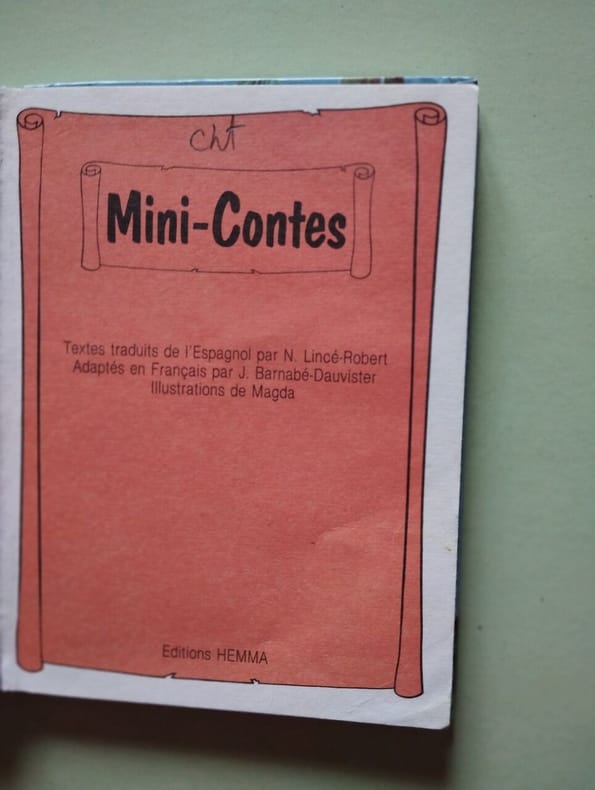 cht
Mini-Contes
Textes traduits de l'Espagnol par N. Lincé-Robert
Adaptés en Français par J. Barnabé-Dauvister
Illustrations de Magda
Editions HEMMA